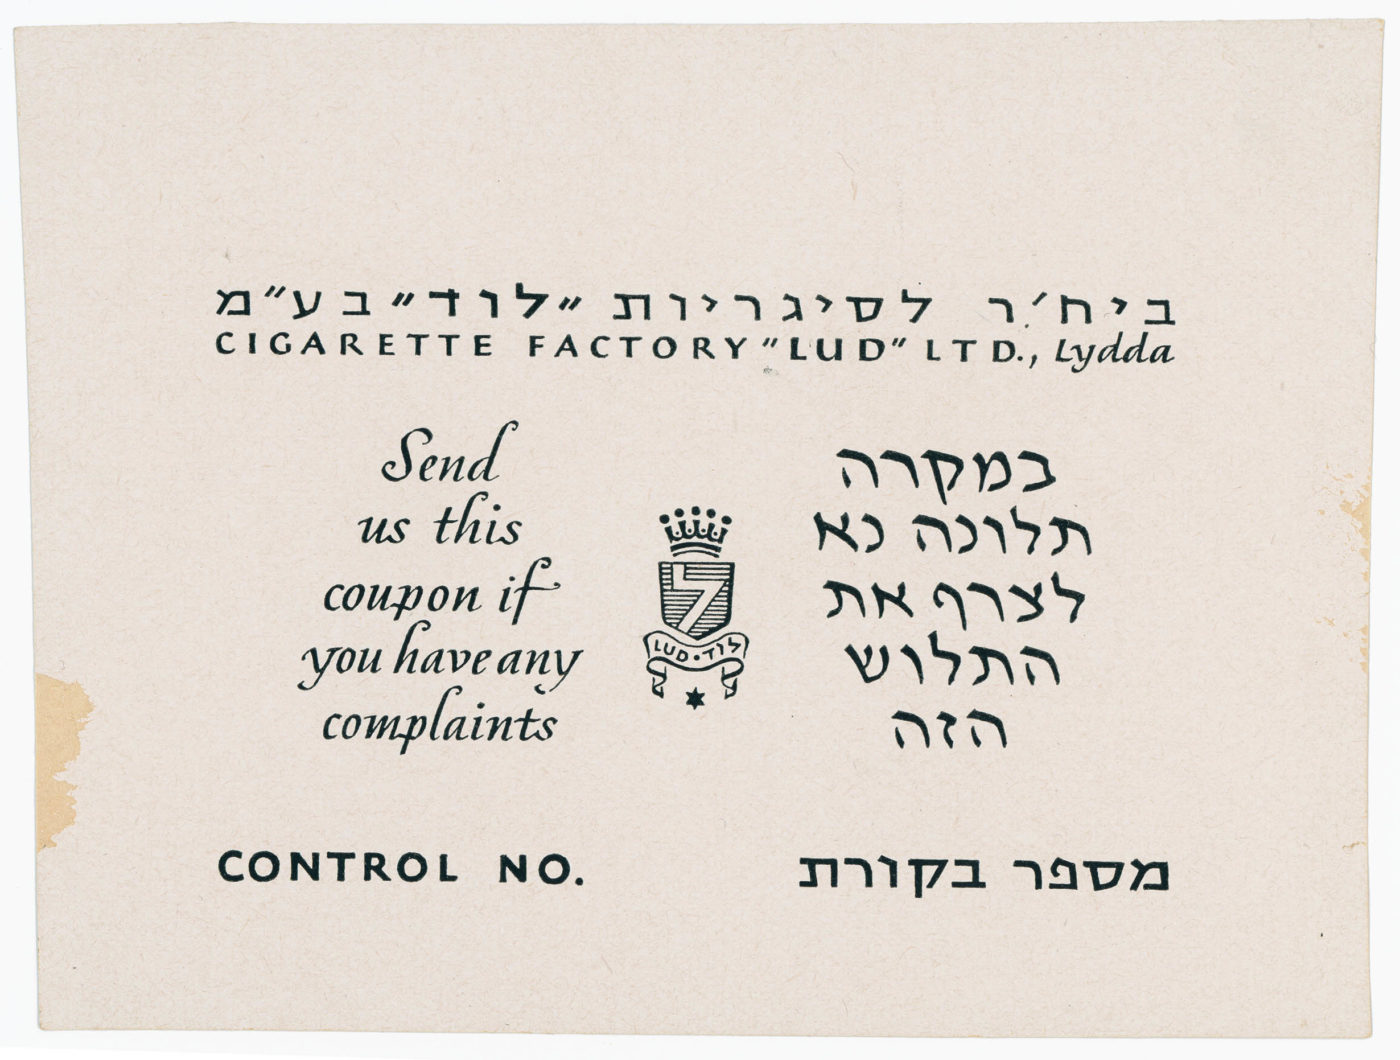 ביח'ר לסיגריות "לוד" בע"מ
CIGARETTE FACTORY "LUD" LTD., Lydda
Send
us this
coupon if
you have any
complaints
LUD • לוד
במקרה
תלונה נא
לצרף את
התלוש
הזה
CONTROL NO.
מספר בקורת